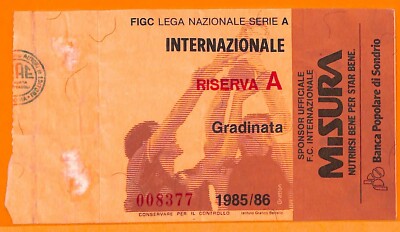 FIGC LEGA NAZIONALE SERIE A
INTERNAZIONALE
RISERVA A
Gradinata
008377
1985/86
CONSERVARE PER IL CONTROLLO
SPONSOR UFFICIALE
F.C. INTERNAZIONALE
MISURA
NUTRIRSI BENE PER STAR BENE.
Banca Popolare di Sondrio